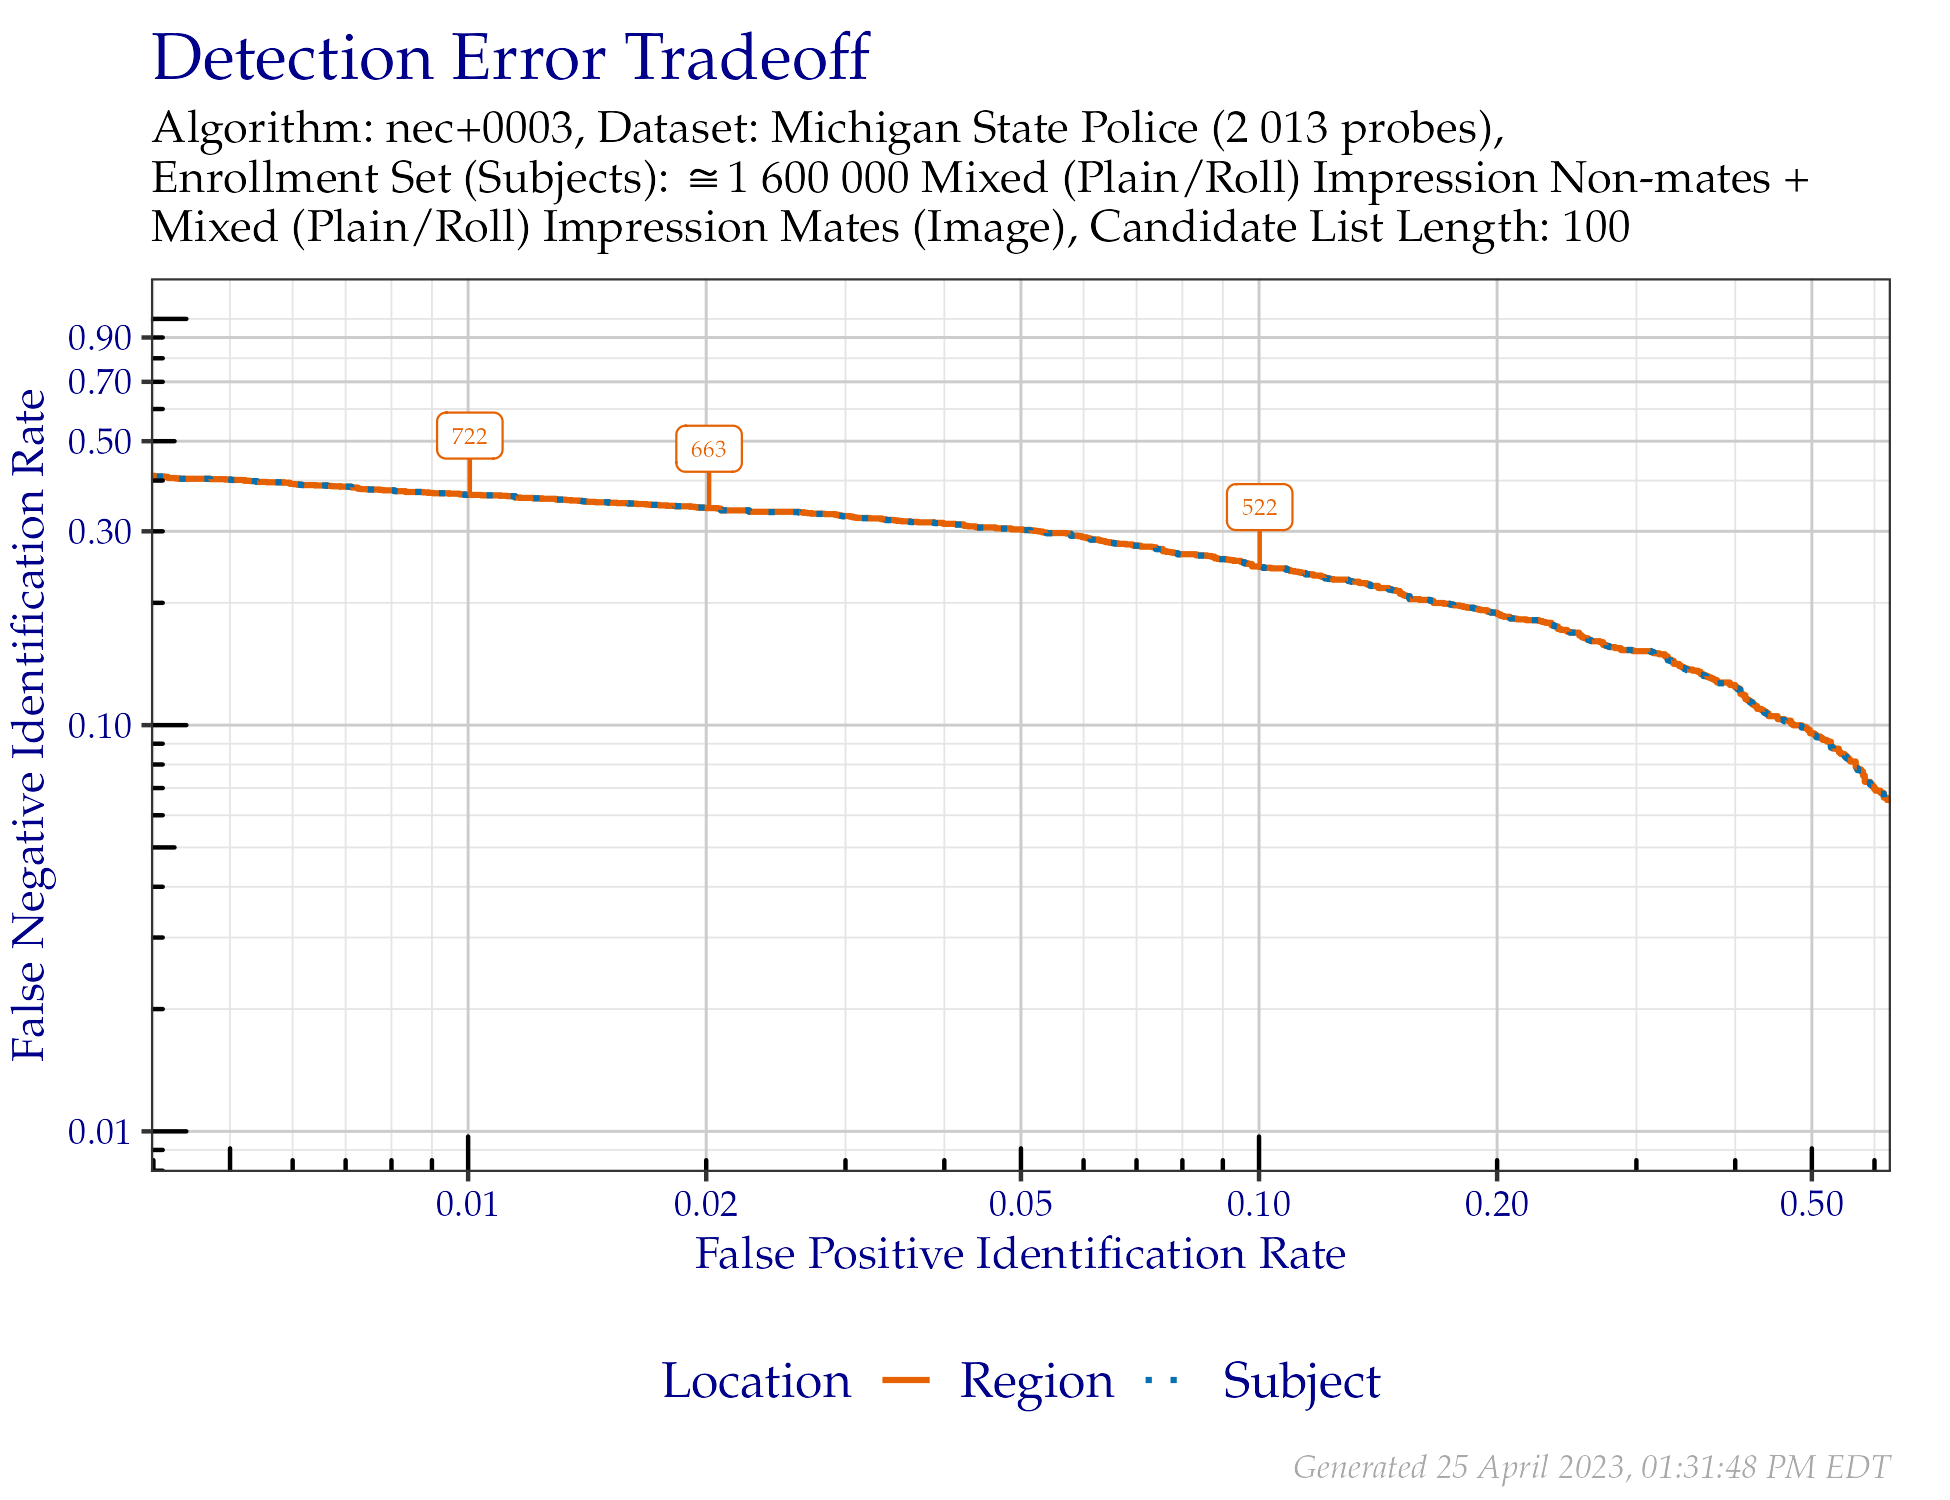 Detection Error Tradeoff
Algorithm: nec+0003, Dataset: Michigan State Police (2 013 probes),
Enrollment Set (Subjects): ≅1 600 000 Mixed (Plain/Roll) Impression Non-mates +
Mixed (Plain/Roll) Impression Mates (Image), Candidate List Length: 100
False Negative Identification Rate
0.90
0.70
0.50
0.30
0.10
0.01
722
663
522
0.01 0.02 0.05 0.10 0.20 0.50
False Positive Identification Rate
Location Region Subject
Generated 25 April 2023, 01:31:48 PM EDT